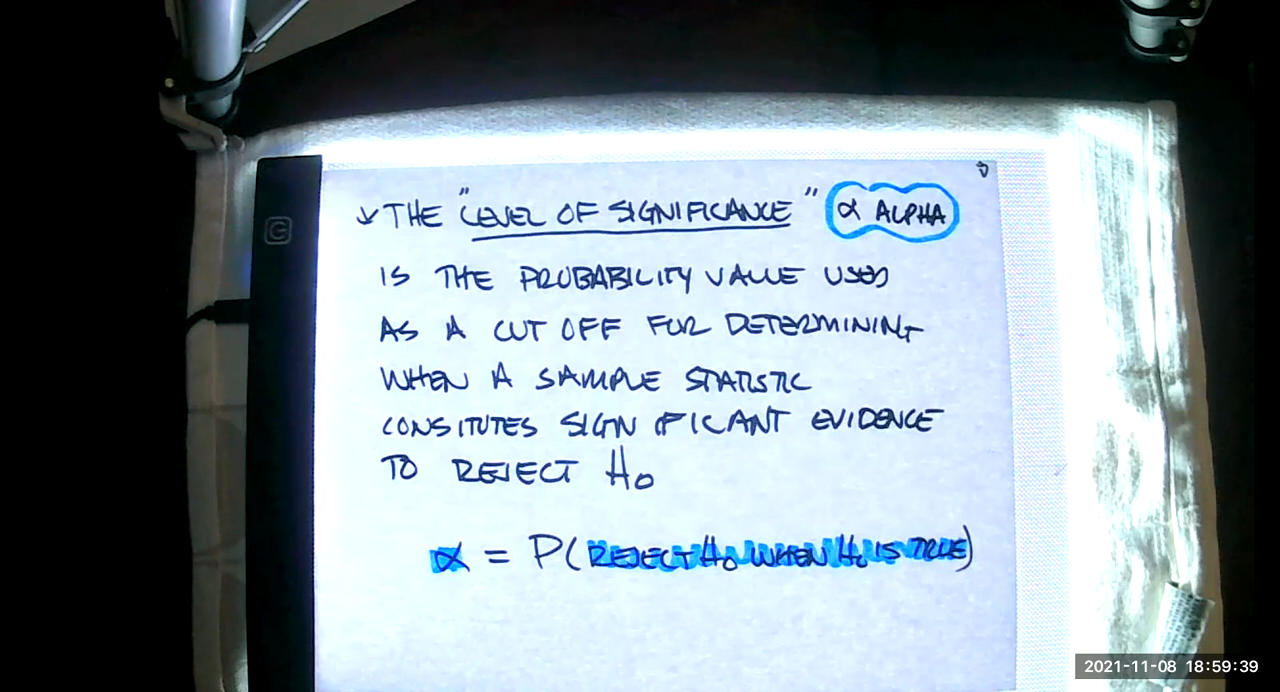 THE "LEVEL OF SIGNIFICANCE" α ALPHA
IS THE PROBABILITY VALUE USED
AS A CUT OFF FOR DETERMINING
WHEN A SAMPLE STATISTIC
CONSITUTES SIGNIFICANT EVIDENCE
TO REJECT H₀
α = P(REJECT H₀ WHEN H₀ IS TRUE)
2021-11-08 18:59:39